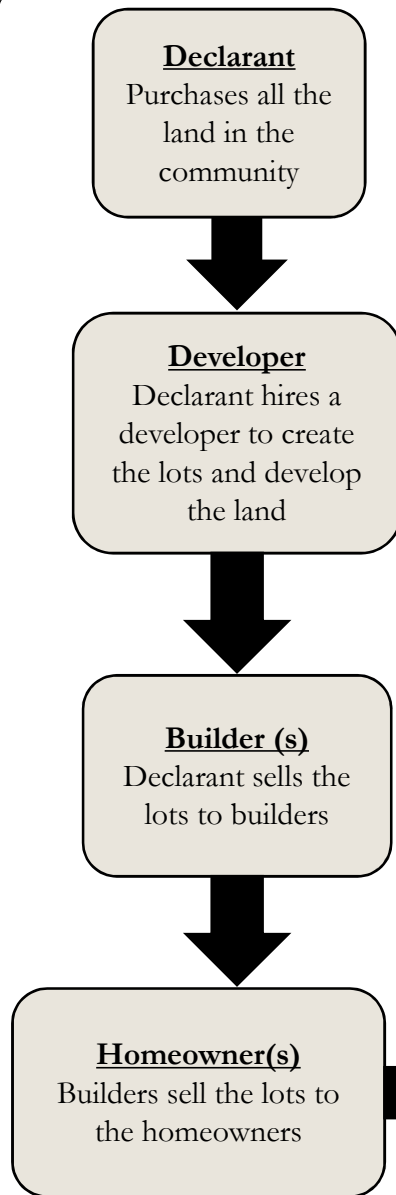 Declarant
Purchases all the
land in the
community
Developer
Declarant hires a
developer to create
the lots and develop
the land
Builder (s)
Declarant sells the
lots to builders
Homeowner(s)
Builders sell the lots to
the homeowners